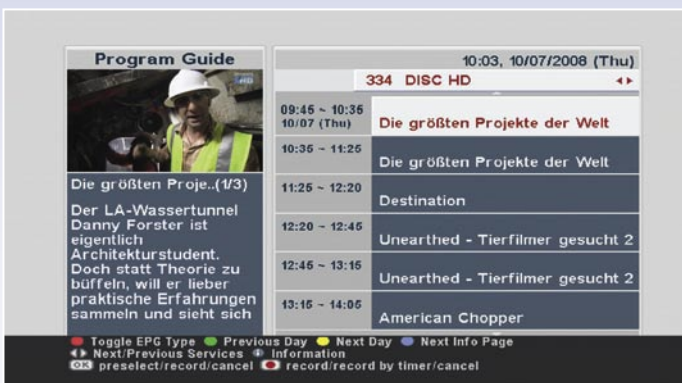 Program Guide
10:03, 10/07/2008 (Thu)
334 DISC HD
HD
09:45 ~ 10:35
10/07 (Thu)
Die größten Projekte der Welt
10:35 ~ 11:25
Die größten Projekte der Welt
11:25 ~ 12:20
Destination
12:20 ~ 12:45
Unearthed - Tierfilmer gesucht 2
12:45 ~ 13:15
Unearthed - Tierfilmer gesucht 2
13:15 ~ 14:05
American Chopper
Die größten Proje..(1/3)
Der LA-Wassertunnel
Danny Forster ist
eigentlich
Architekturstudent.
Doch statt Theorie zu
büffeln, will er lieber
praktische Erfahrungen
sammeln und sieht sich
Toggle EPG Type Previous Day Next Day Next Info Page
Next/Previous Services Information
OK preselect/record/cancel record/record by timer/cancel